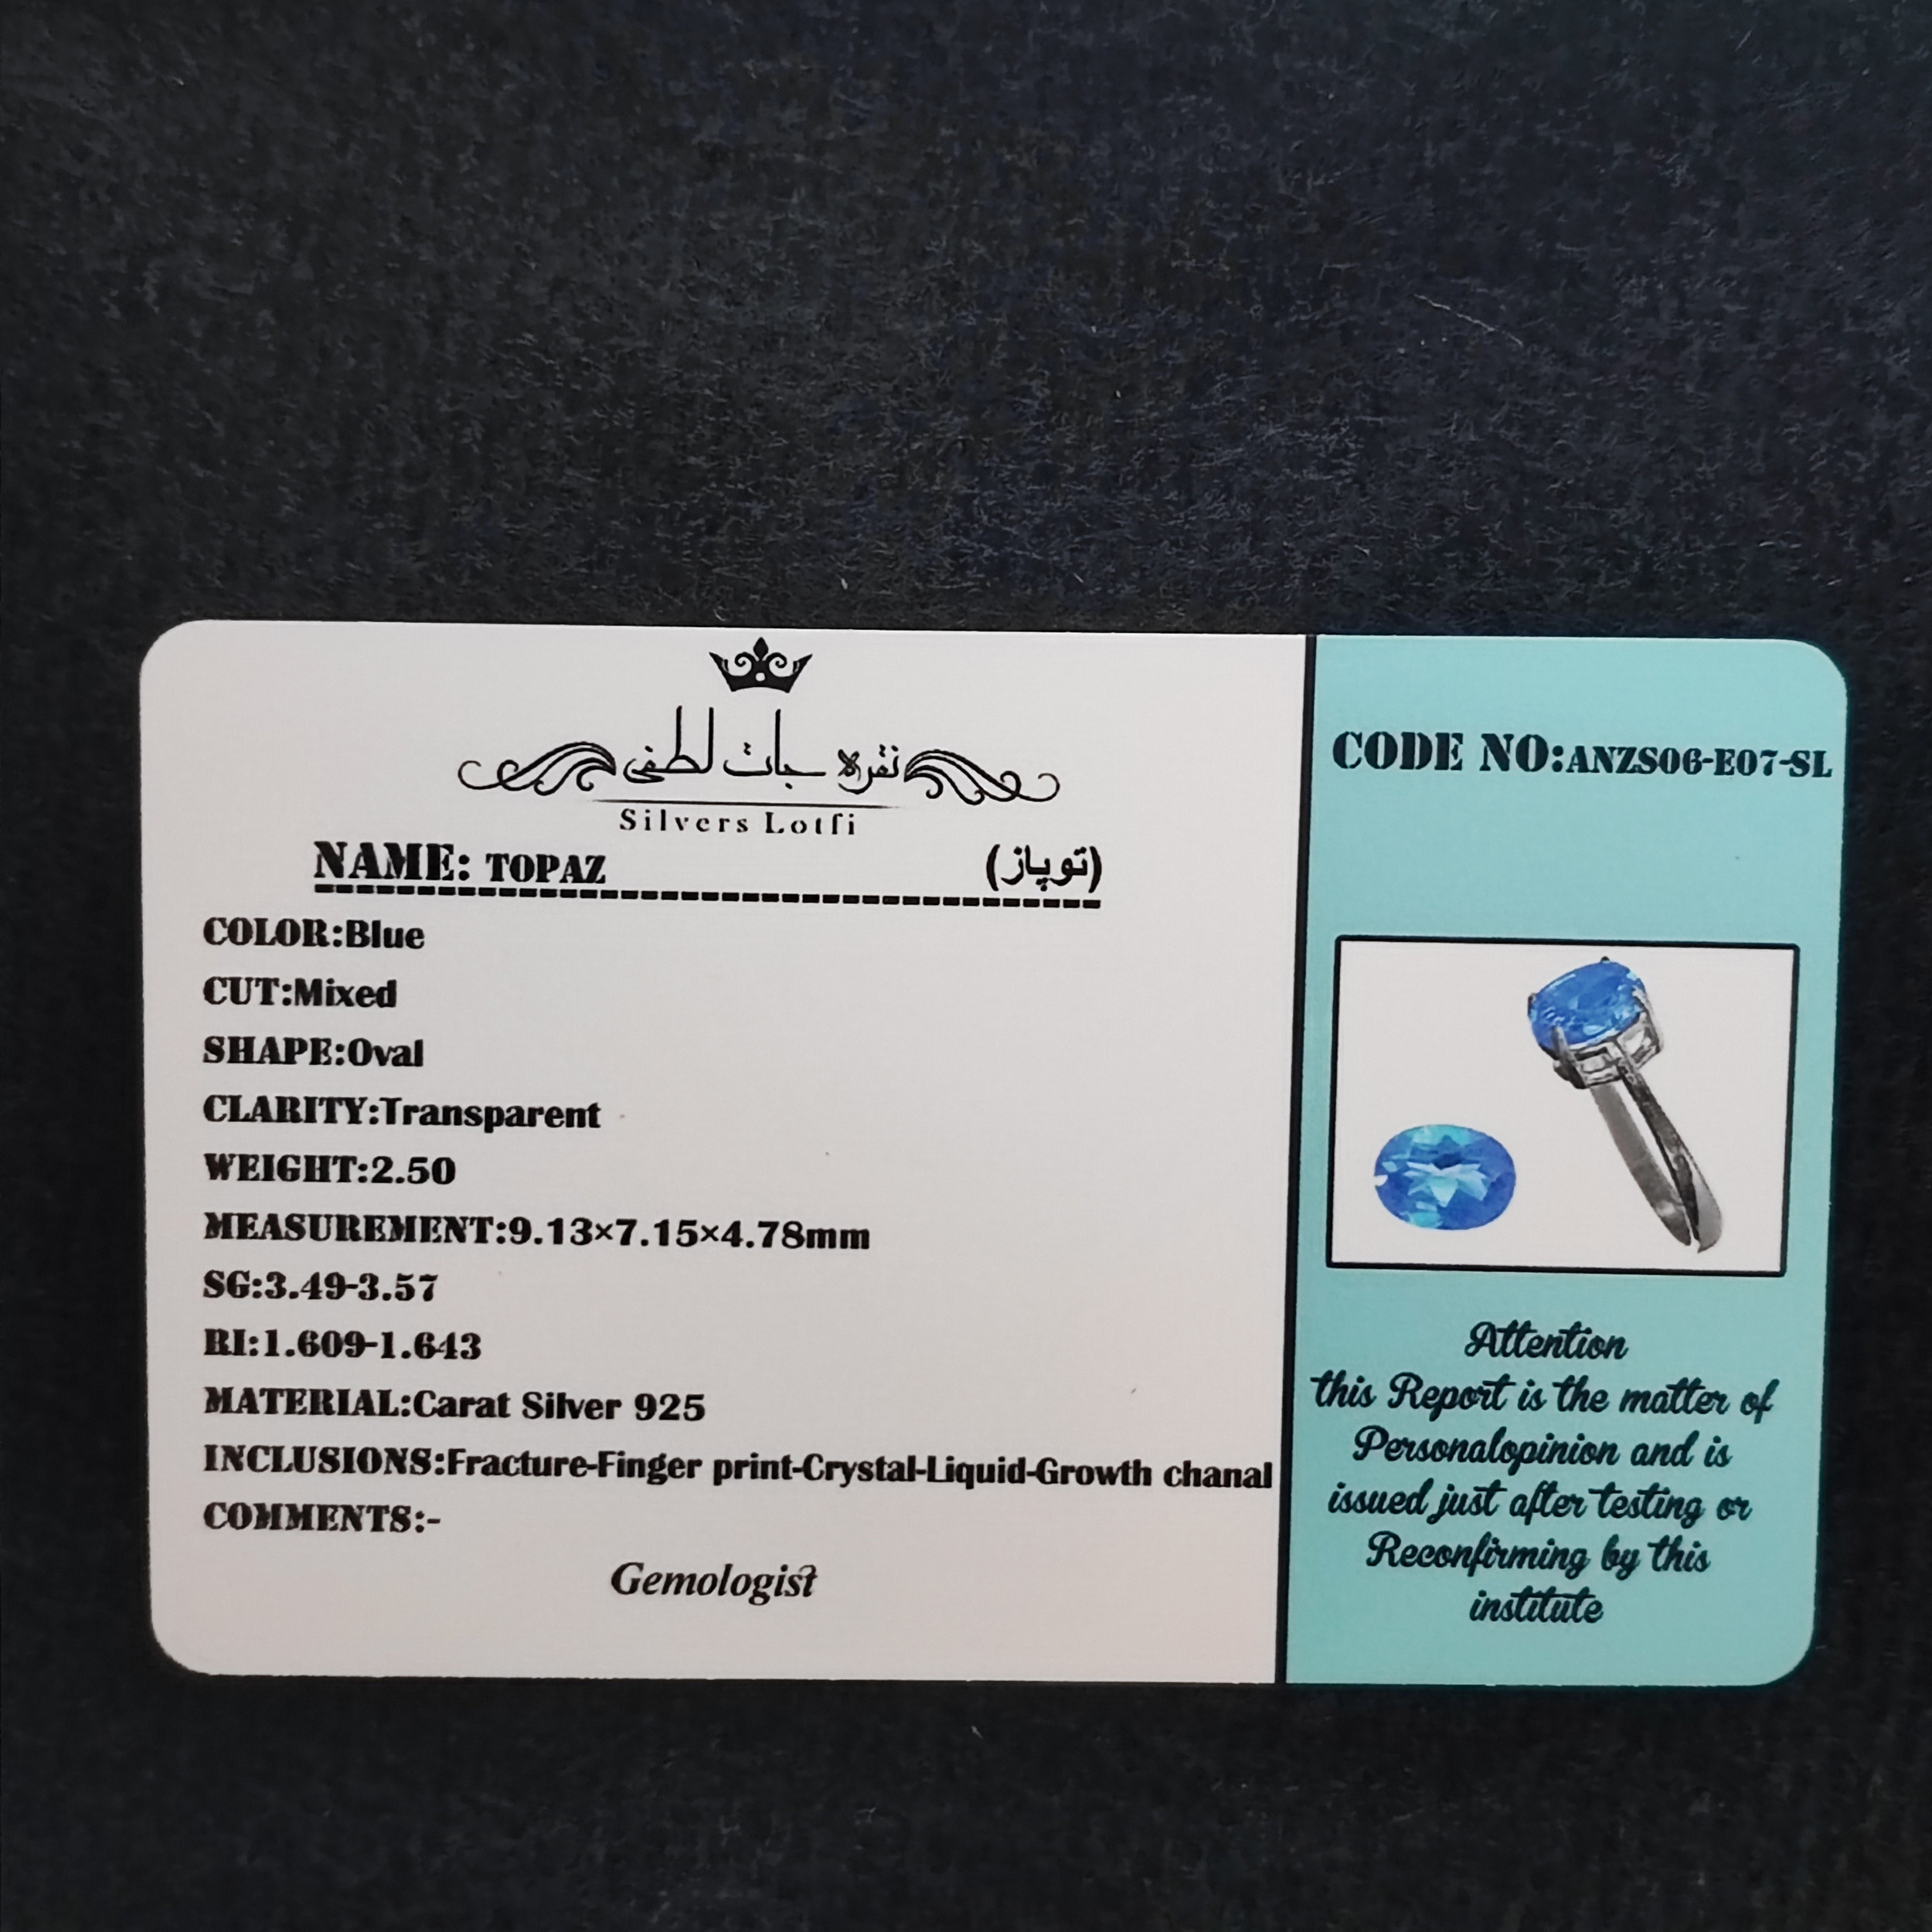 نقره جات لطفی
Silvers Lotfi
NAME: TOPAZ (توپاز)
COLOR:Blue
CUT:Mixed
SHAPE:Oval
CLARITY:Transparent
WEIGHT:2.50
MEASUREMENT:9.13×7.15×4.78mm
SG:3.49-3.57
RI:1.609-1.643
MATERIAL:Carat Silver 925
INCLUSIONS:Fracture-Finger print-Crystal-Liquid-Growth chanal
COMMENTS:-
Gemologist
CODE NO:ANZS06-E07-SL
Attention
this Report is the matter of
Personalopinion and is
issued just after testing or
Reconfirming by this
institute